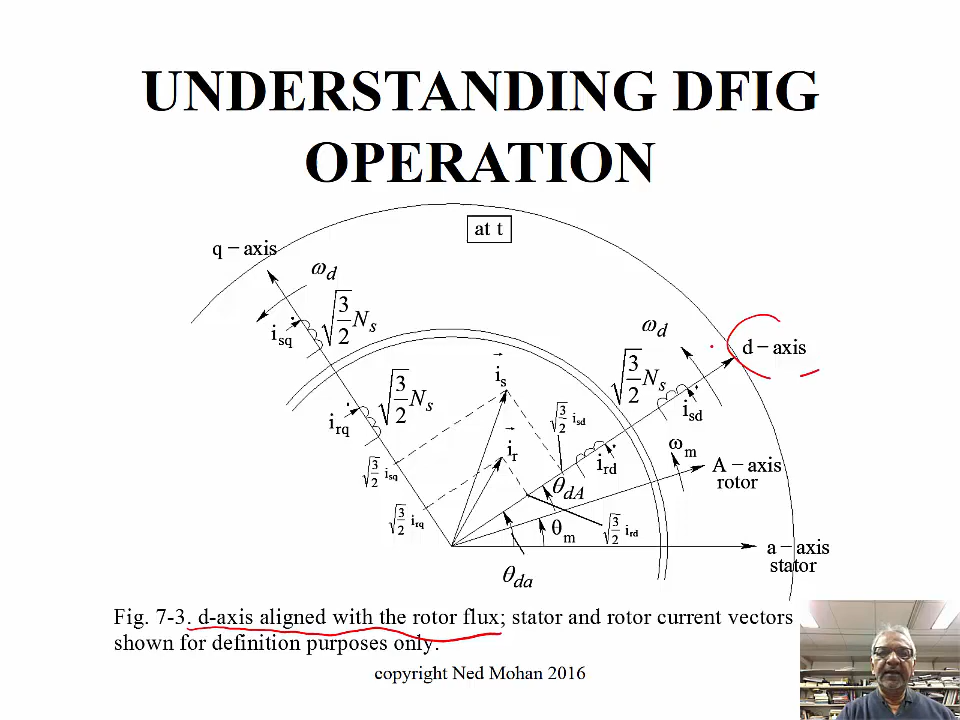 UNDERSTANDING DFIG
OPERATION
at t
q – axis
ω_d
i_sq
√(3/2) N_s
ω_d
d – axis
√(3/2) N_s
i_sd
√(3/2) N_s
i_rq
i_s
√(3/2) i_sd
i_r
i_rd
ω_m
A – axis
rotor
√(3/2) i_sq
θ_dA
√(3/2) i_rq
θ_m
√(3/2) i_rd
a – axis
stator
θ_da
Fig. 7-3. d-axis aligned with the rotor flux; stator and rotor current vectors
shown for definition purposes only.
copyright Ned Mohan 2016